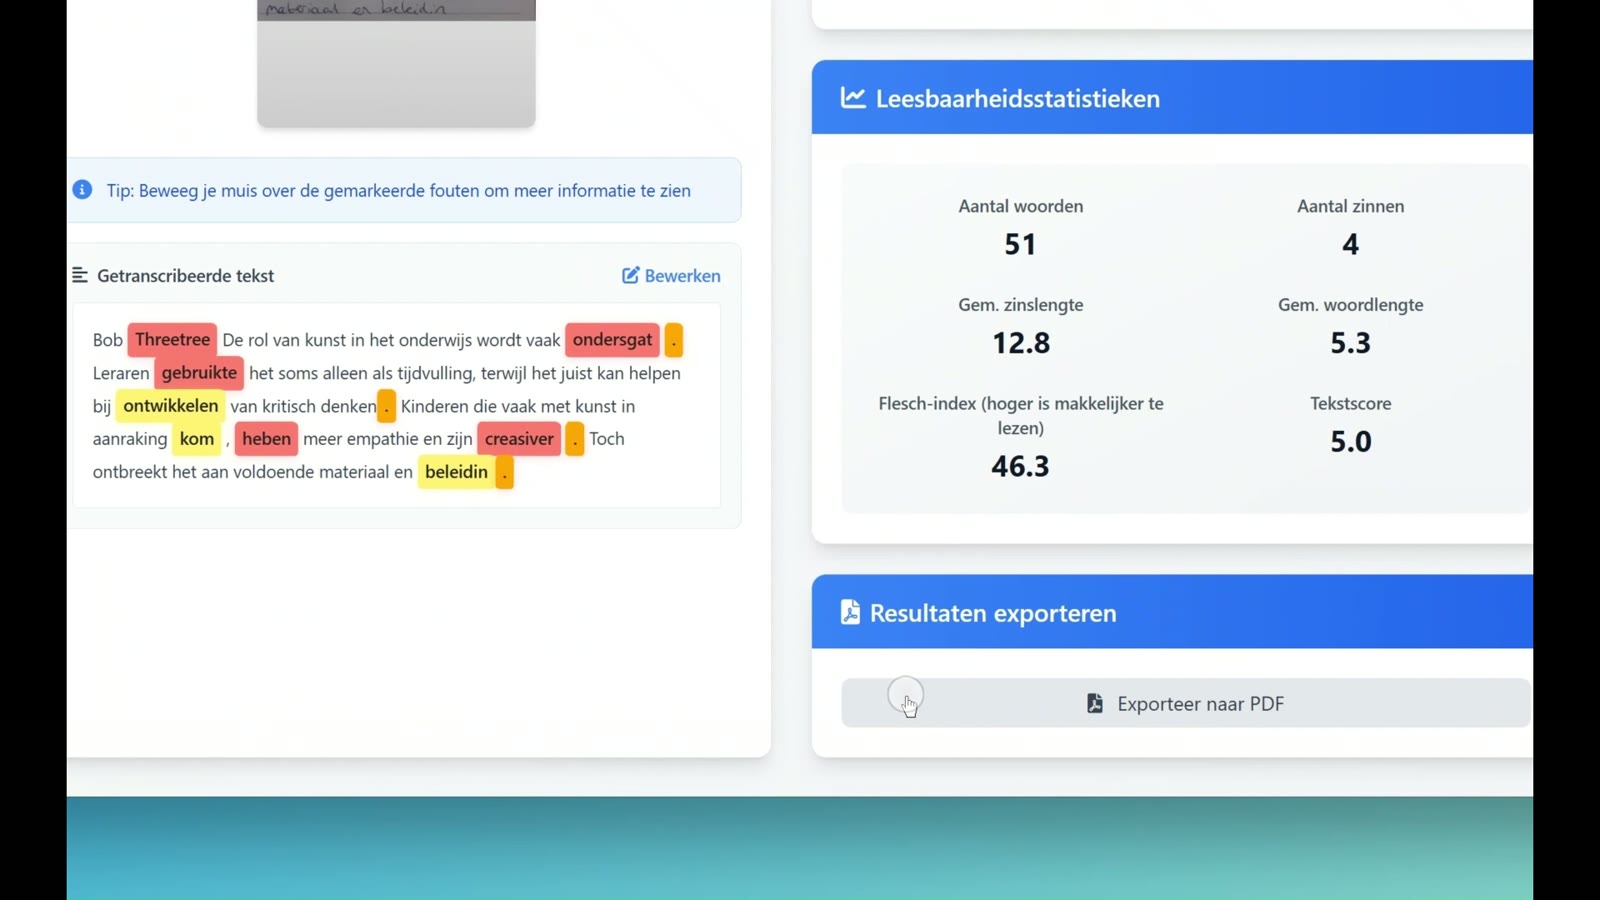 materiaal en beleidin
Tip: Beweeg je muis over de gemarkeerde fouten om meer informatie te zien
Getranscribeerde tekst
Bewerken
Bob Threetree De rol van kunst in het onderwijs wordt vaak ondersgat .
Leraren gebruikte het soms alleen als tijdvulling, terwijl het juist kan helpen
bij ontwikkelen van kritisch denken . Kinderen die vaak met kunst in
aanraking kom , heben meer empathie en zijn creasiver . Toch
ontbreekt het aan voldoende materiaal en beleidin .
Leesbaarheidsstatistieken
Aantal woorden
51
Aantal zinnen
4
Gem. zinslengte
12.8
Gem. woordlengte
5.3
Flesch-index (hoger is makkelijker te
lezen)
46.3
Tekstscore
5.0
Resultaten exporteren
Exporteer naar PDF